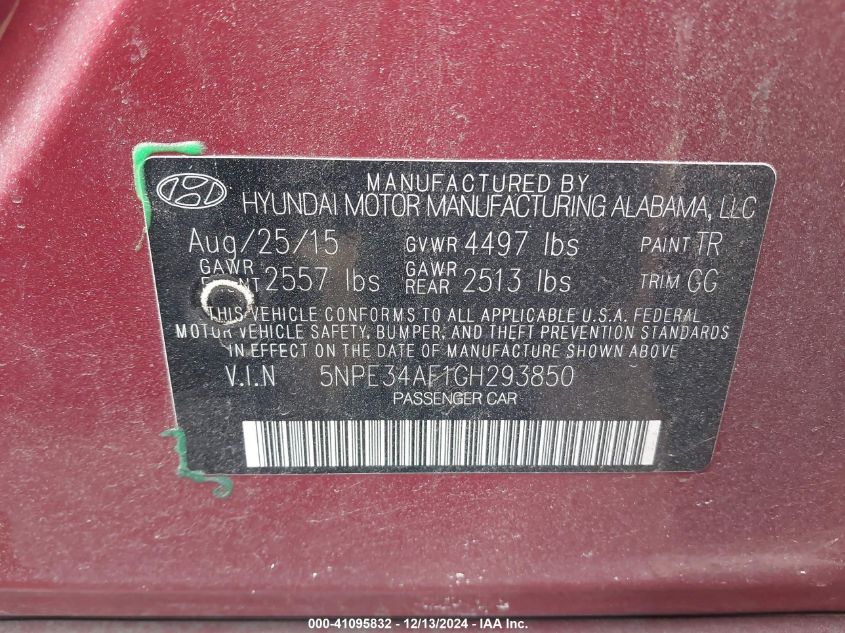 MANUFACTURED BY
HYUNDAI MOTOR MANUFACTURING ALABAMA, LLC
Aug/25/15 GVWR 4497 lbs PAINT TR
GAWR FRONT 2557 lbs GAWR REAR 2513 lbs TRIM GG
THIS VEHICLE CONFORMS TO ALL APPLICABLE U.S.A. FEDERAL
MOTOR VEHICLE SAFETY, BUMPER, AND THEFT PREVENTION STANDARDS
IN EFFECT ON THE DATE OF MANUFACTURE SHOWN ABOVE
V.I.N 5NPE34AF1GH293850
PASSENGER CAR
000-41095832 - 12/13/2024 - IAA Inc.